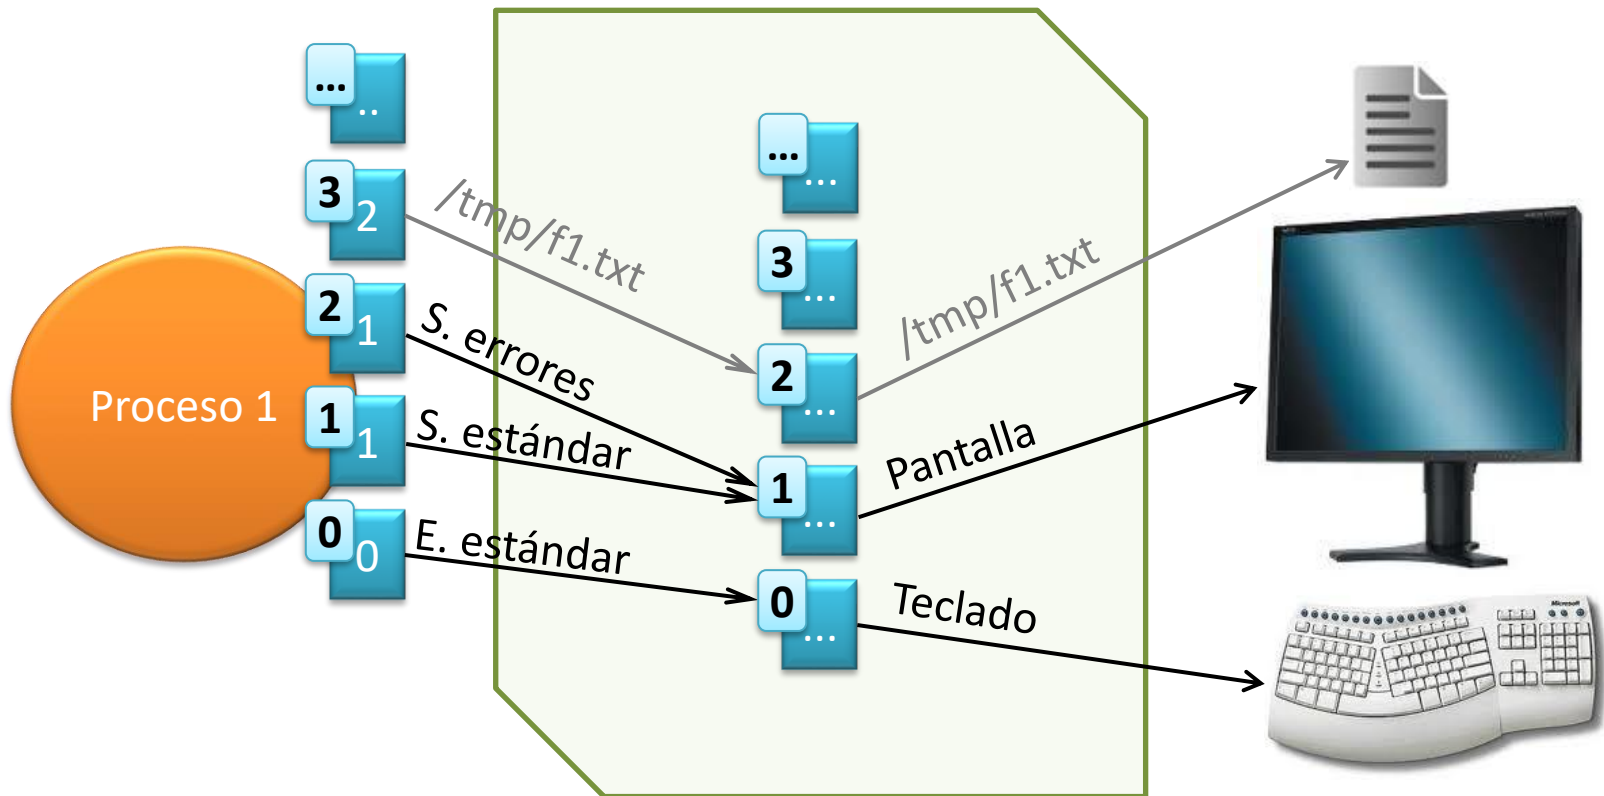 ...
..
3
2
/tmp/f1.txt
2
1
S. errores
Proceso 1
1
1
S. estándar
0
0
E. estándar
...
...
3
...
2
...
/tmp/f1.txt
1
...
Pantalla
0
...
Teclado
Microsoft